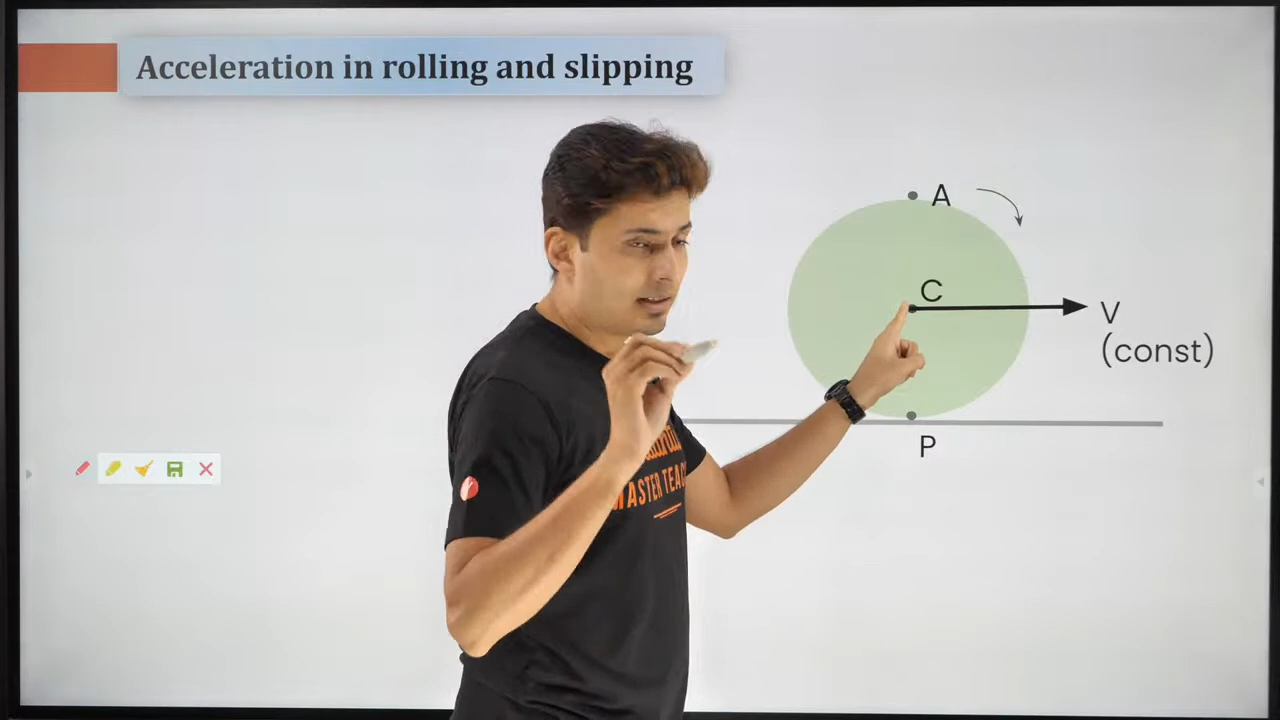 Acceleration in rolling and slipping
A
C
V
(const)
P
MASTER TEAC